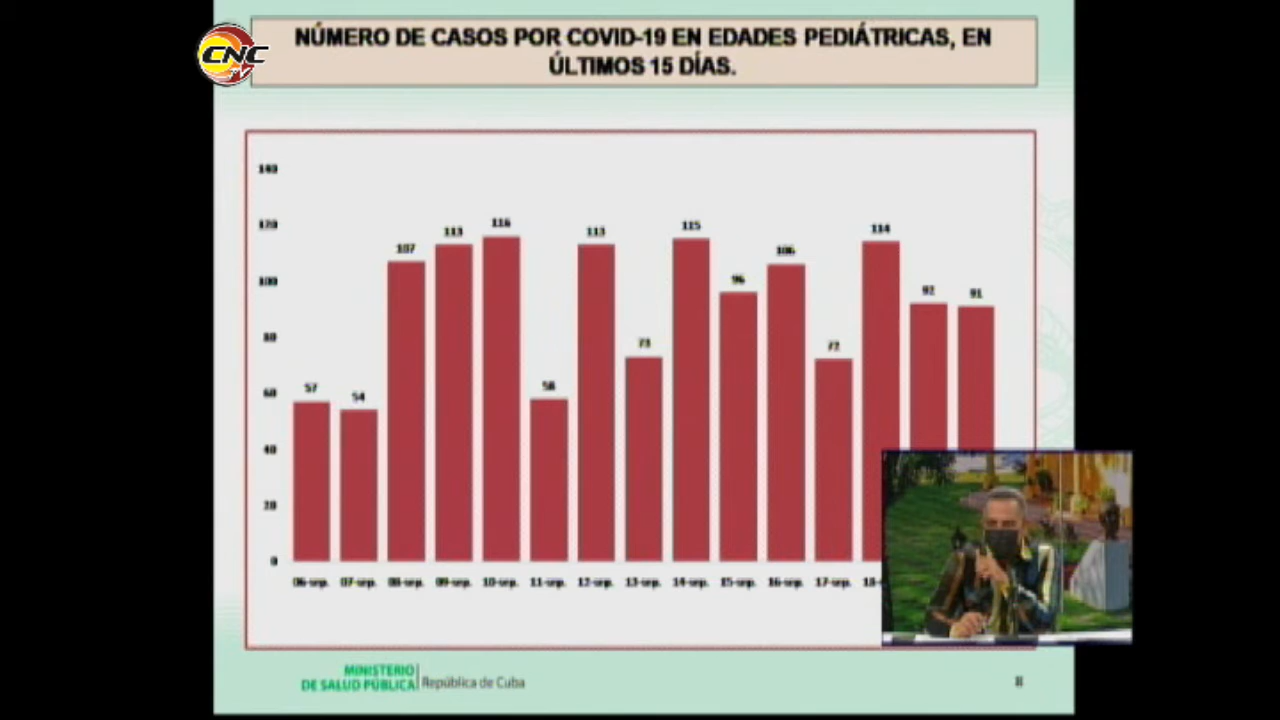 CNC
TV
NÚMERO DE CASOS POR COVID-19 EN EDADES PEDIÁTRICAS, EN
ÚLTIMOS 15 DÍAS.
140
120
100
80
60
40
20
0
57
54
107
113
116
58
113
73
115
96
106
72
114
92
91
06-sep.
07-sep.
08-sep.
09-sep.
10-sep.
11-sep.
12-sep.
13-sep.
14-sep.
15-sep.
16-sep.
17-sep.
18-
MINISTERIO
DE SALUD PÚBLICA
República de Cuba
8